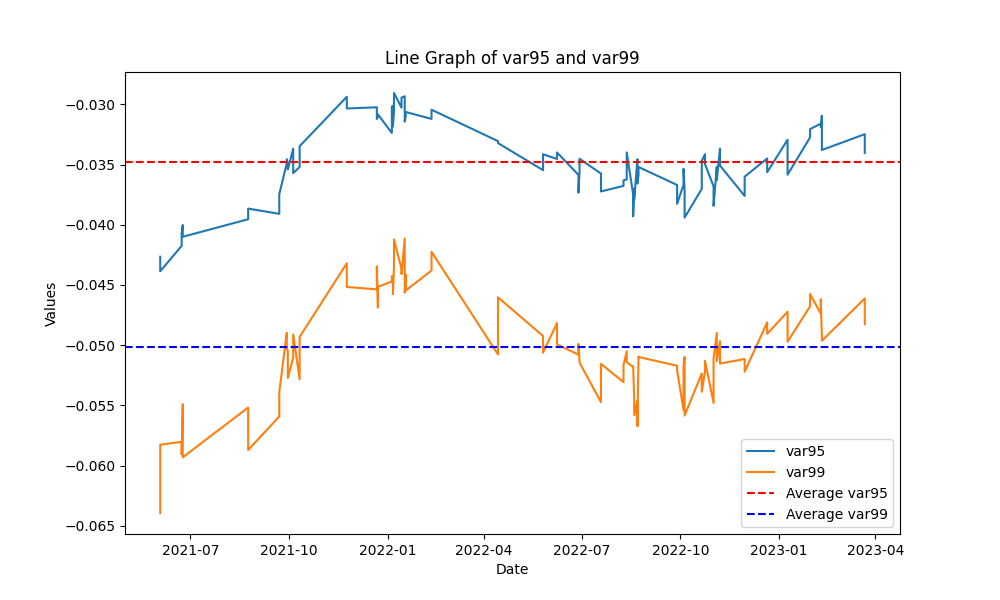 Line Graph of var95 and var99
Values
−0.030
−0.035
−0.040
−0.045
−0.050
−0.055
−0.060
−0.065
2021-07 2021-10 2022-01 2022-04 2022-07 2022-10 2023-01 2023-04
Date
var95
var99
Average var95
Average var99